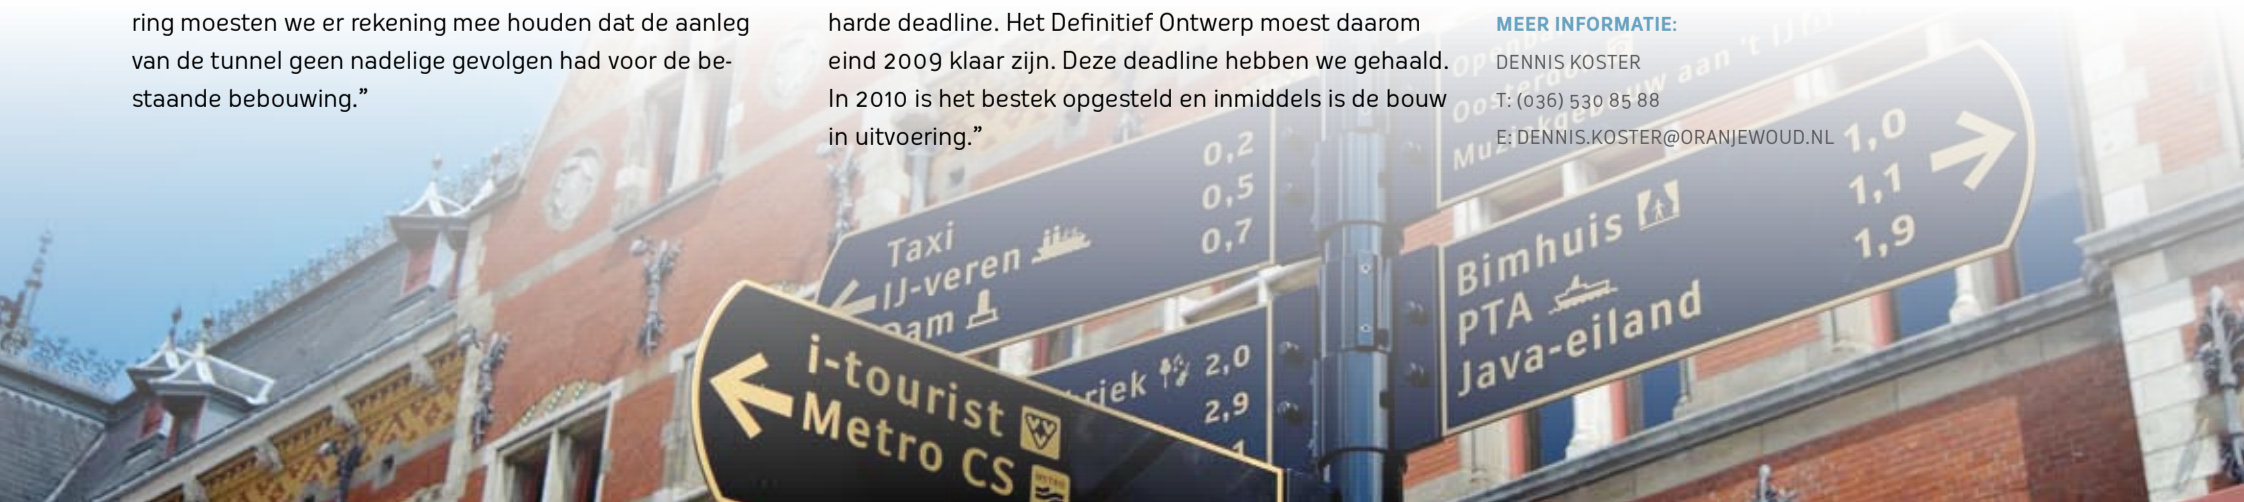 ring moesten we er rekening mee houden dat de aanleg
van de tunnel geen nadelige gevolgen had voor de be-
staande bebouwing.”
harde deadline. Het Definitief Ontwerp moest daarom
eind 2009 klaar zijn. Deze deadline hebben we gehaald.
In 2010 is het bestek opgesteld en inmiddels is de bouw
in uitvoering.”
MEER INFORMATIE:
DENNIS KOSTER
T: (036) 530 85 88
E: DENNIS.KOSTER@ORANJEWOUD.NL
Taxi 0,2
IJ-veren 0,5
Dam 0,7
aan 't IJ
1,0
Bimhuis 1,1
PTA 1,9
Java-eiland
2,0
2,9
i-tourist
Metro CS